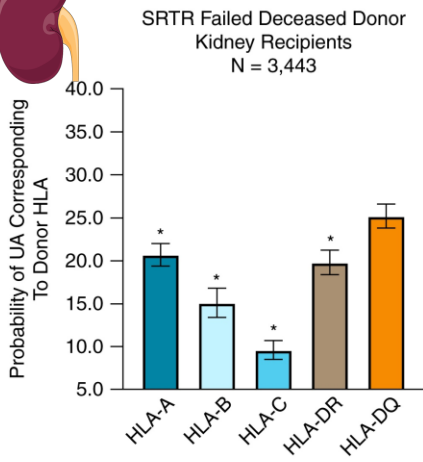 SRTR Failed Deceased Donor
Kidney Recipients
N = 3,443
Probability of UA Corresponding
To Donor HLA
40.0
35.0
30.0
25.0
20.0
15.0
10.0
5.0
*
*
*
*
HLA-A
HLA-B
HLA-C
HLA-DR
HLA-DQ